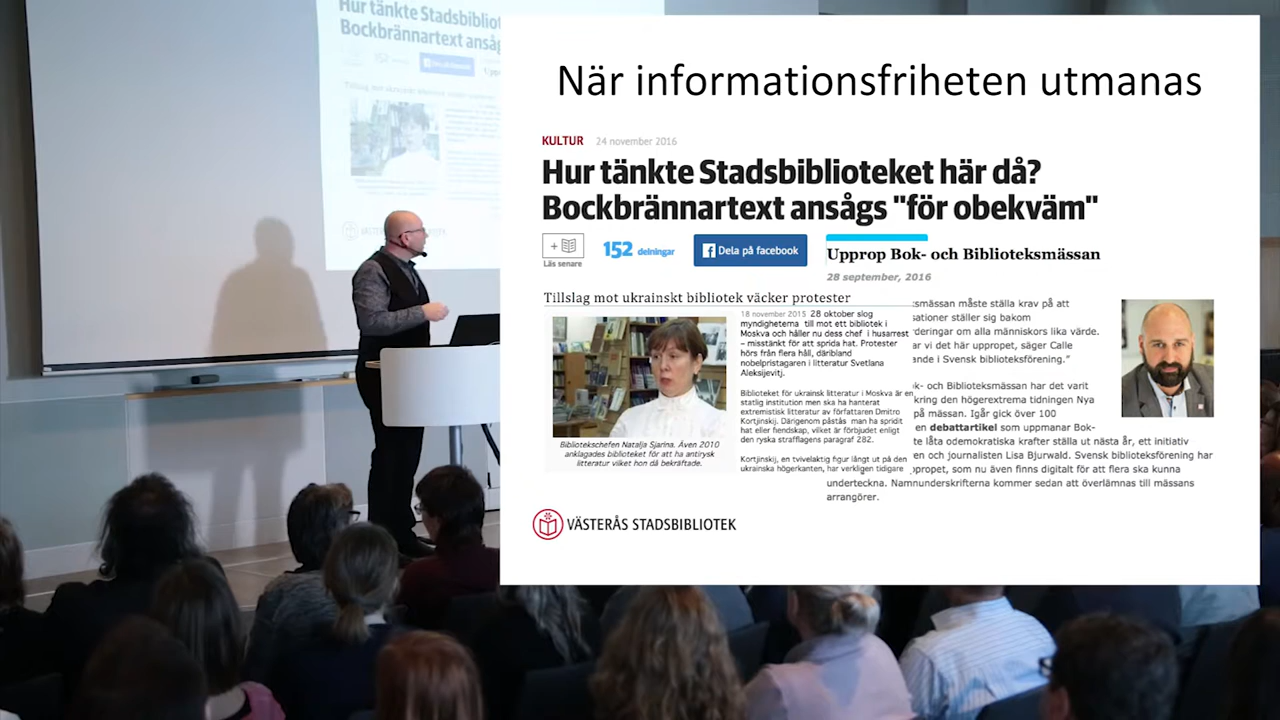 Hur tänkte Stadsbibliot
Bockbrännartext ansåg
152
När informationsfriheten utmanas
KULTUR 24 november 2016
Hur tänkte Stadsbiblioteket här då?
Bockbrännartext ansågs "för obekväm"
+
Läs senare
152 delningar
f Dela på facebook
Upprop Bok- och Biblioteksmässan
28 september, 2016
Tillslag mot ukrainskt bibliotek väcker protester
Bibliotekschefen Natalja Sjarina. Även 2010
anklagades biblioteket för att ha antirysk
litteratur vilket hon då bekräftade.
18 november 2015 28 oktober slog
myndigheterna till mot ett bibliotek i
Moskva och håller nu dess chef i husarrest
– misstänkt för att sprida hat. Protester
hörs från flera håll, däribland
nobelpristagaren i litteratur Svetlana
Aleksijevitj.
Biblioteket för ukrainsk litteratur i Moskva är en
statlig institution men ska ha hanterat
extremistisk litteratur av författaren Dmitro
Kortjinskij. Därigenom påstås man ha spridit
hat eller fiendskap, vilket är förbjudet enligt
den ryska strafflagens paragraf 282.
Kortjinskij, en tvivelaktig figur långt ut på den
ukrainska högerkanten, har verkligen tidigare
smässan måste ställa krav på att
sationer ställer sig bakom
rderingar om alla människors lika värde.
ar vi det här uppropet, säger Calle
ande i Svensk biblioteksförening.”
k- och Biblioteksmässan har det varit
kring den högerextrema tidningen Nya
på mässan. Igår gick över 100
en debattartikel som uppmanar Bok-
te låta odemokratiska krafter ställa ut nästa år, ett initiativ
en och journalisten Lisa Bjurwald. Svensk biblioteksförening har
ppropet, som nu även finns digitalt för att flera ska kunna
underteckna. Namnunderskrifterna kommer sedan att överlämnas till mässans
arrangörer.
VÄSTERÅS STADSBIBLIOTEK